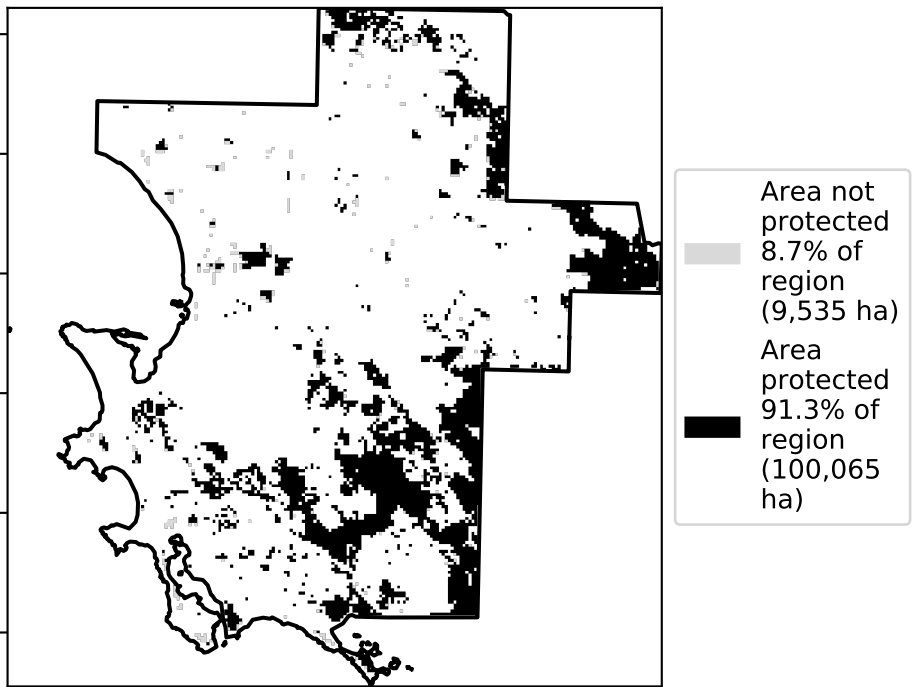 Area not
protected
8.7% of
region
(9,535 ha)
Area
protected
91.3% of
region
(100,065
ha)